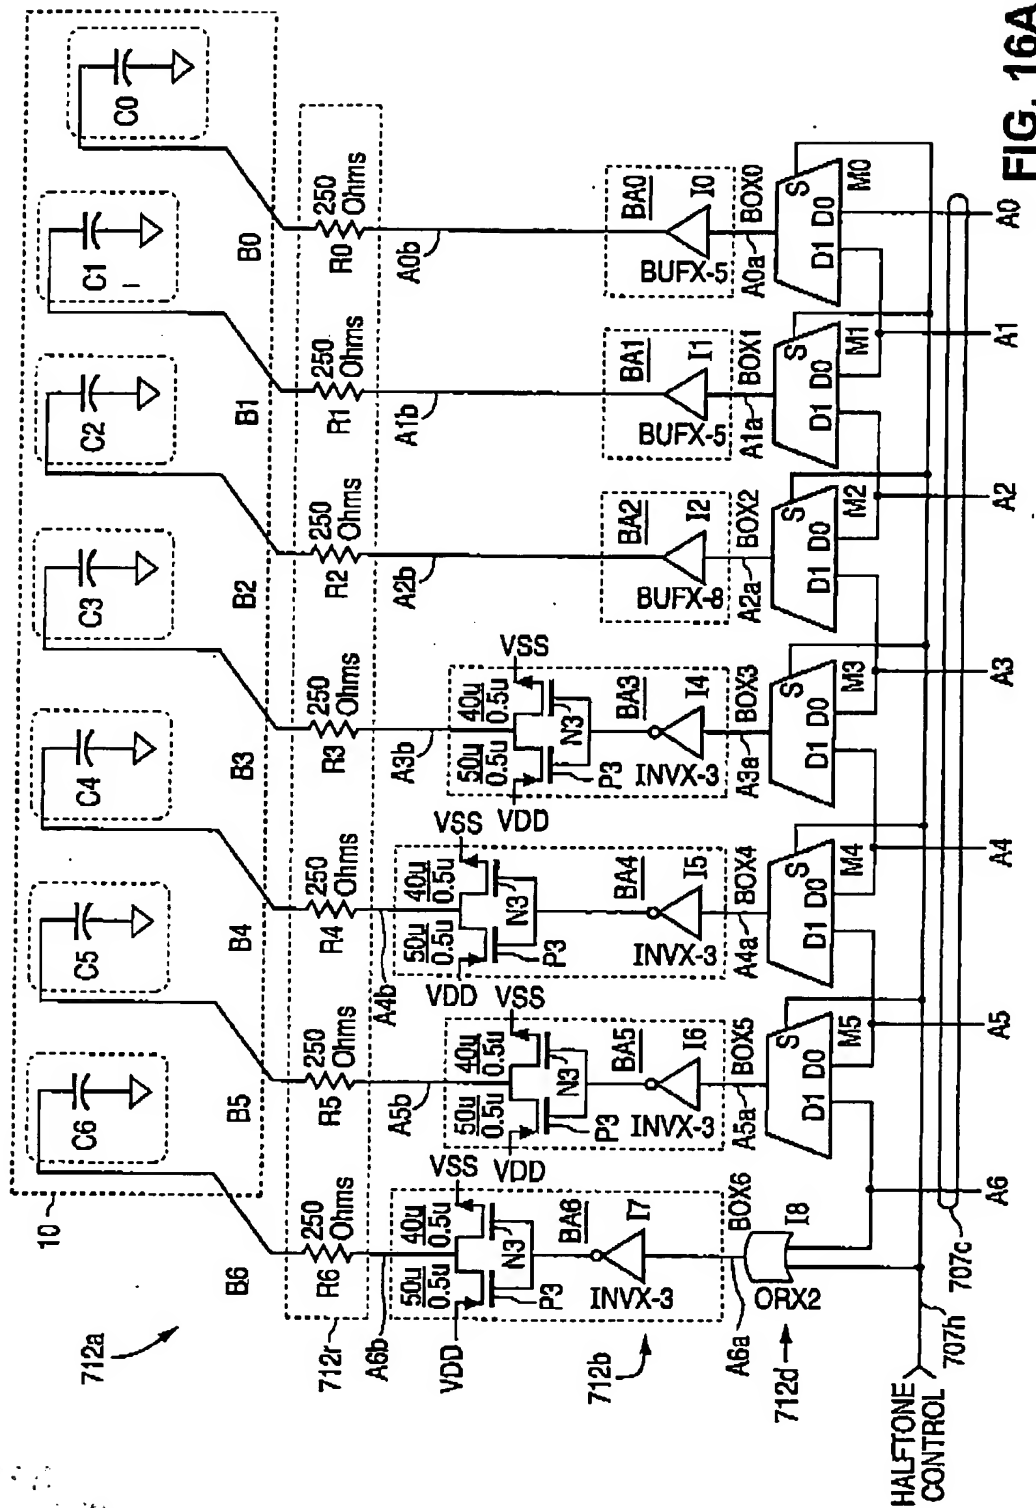 712a
10
C6
C5
C4
C3
C2
C1
C0
B6
B5
B4
B3
B2
B1
B0
712r
250
Ohms
R6
250
Ohms
R5
250
Ohms
R4
250
Ohms
R3
250
Ohms
R2
250
Ohms
R1
250
Ohms
R0
A6b
A5b
A4b
A3b
A2b
A1b
A0b
VDD
50u
0.5u
40u
0.5u
VSS
P3
N3
VDD
50u
0.5u
40u
0.5u
VSS
P3
N3
VDD
50u
0.5u
40u
0.5u
VSS
P3
N3
VDD
50u
0.5u
40u
0.5u
VSS
P3
N3
712b
INVX-3
BA6
I7
INVX-3
BA5
I6
INVX-3
BA4
I5
INVX-3
BA3
I4
BUFX-8
BA2
I2
BUFX-5
BA1
I1
BUFX-5
BA0
I0
A6a
BOX6
A5a
BOX5
A4a
BOX4
A3a
BOX3
A2a
BOX2
A1a
BOX1
A0a
BOX0
712d
ORX2
I8
D1 D0
S
M5
D1 D0
S
M4
D1 D0
S
M3
D1 D0
S
M2
D1 D0
S
M1
D1 D0
S
M0
HALFTONE
CONTROL
707h
707c
A6
A5
A4
A3
A2
A1
A0
FIG. 16A